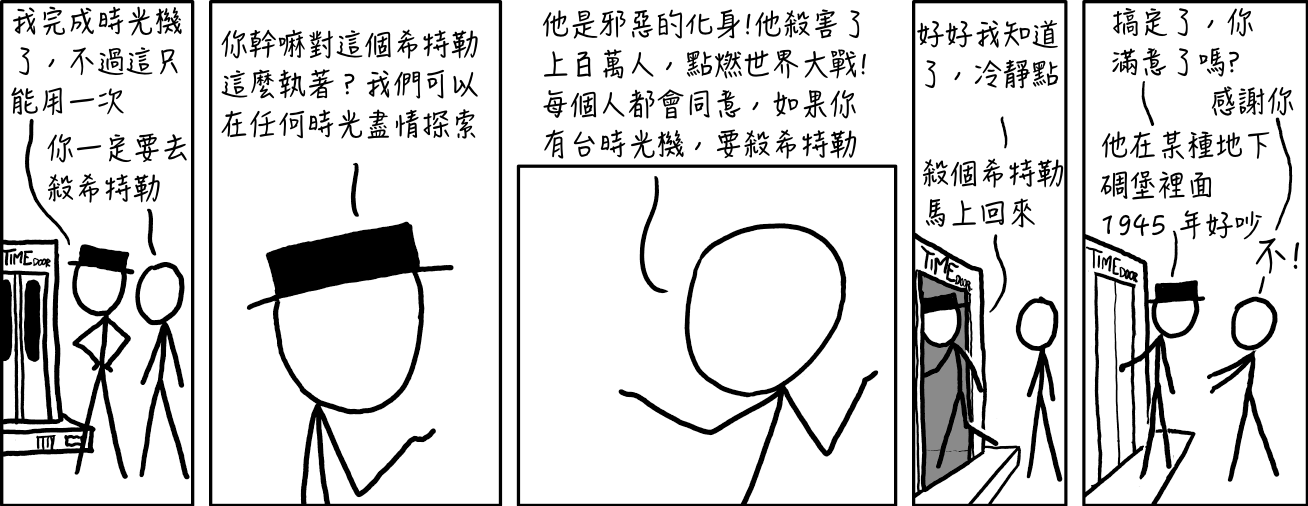 我完成時光機
了，不過這只
能用一次
你一定要去
殺希特勒
TIME DOOR
你幹嘛對這個希特勒
這麼執著？我們可以
在任何時光盡情探索
他是邪惡的化身！他殺害了
上百萬人，點燃世界大戰！
每個人都會同意，如果你
有台時光機，要殺希特勒
好好我知道
了，冷靜點
殺個希特勒
馬上回來
TIME DOOR
搞定了，你
滿意了嗎？
感謝你
他在某種地下
碉堡裡面
1945 年好吵
不！
TIME DOOR